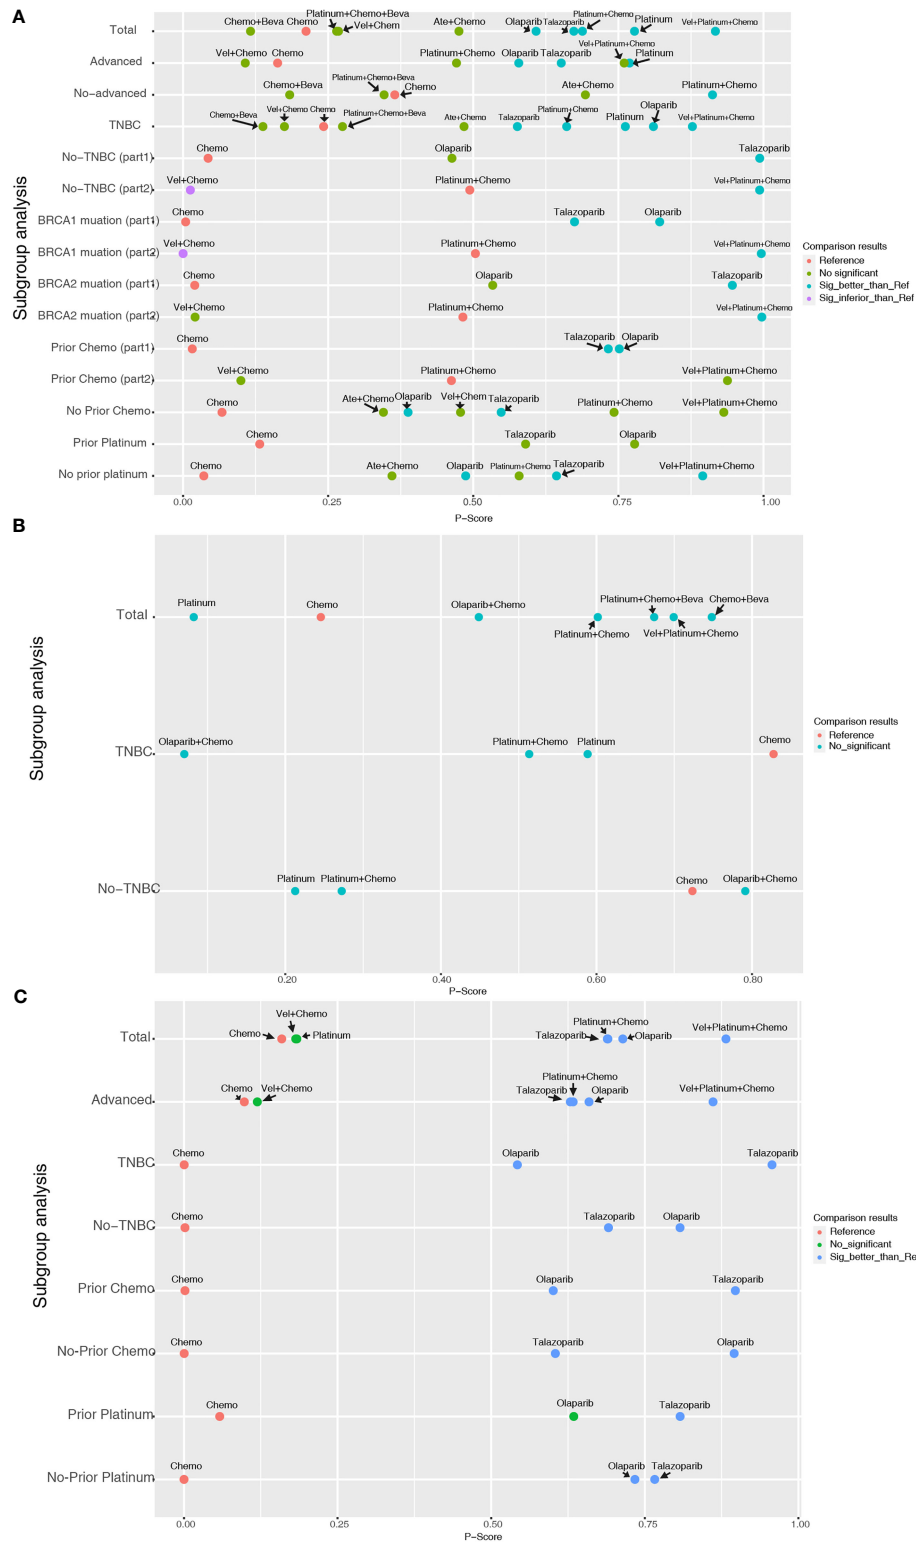 A
Total
Chemo+Beva Chemo Platinum+Chemo+Beva Vel+Chem Ate+Chemo Olaparib Talazoparib Platinum+Chemo Platinum Vel+Platinum+Chemo
Advanced
Vel+Chemo Chemo Platinum+Chemo Olaparib Talazoparib Vel+Platinum+Chemo Platinum
No-advanced
Chemo+Beva Platinum+Chemo+Beva Chemo Ate+Chemo Platinum+Chemo
TNBC
Chemo+Beva Vel+Chemo Chemo Platinum+Chemo+Beva Ate+Chemo Talazoparib Platinum+Chemo Platinum Olaparib Vel+Platinum+Chemo
No-TNBC (part1)
Chemo Olaparib Talazoparib
No-TNBC (part2)
Vel+Chemo Platinum+Chemo Vel+Platinum+Chemo
BRCA1 muation (part1)
Chemo Talazoparib Olaparib
BRCA1 muation (part2)
Vel+Chemo Platinum+Chemo Vel+Platinum+Chemo
BRCA2 muation (part1)
Chemo Olaparib Talazoparib
BRCA2 muation (part2)
Vel+Chemo Platinum+Chemo Vel+Platinum+Chemo
Prior Chemo (part1)
Chemo Talazoparib Olaparib
Prior Chemo (part2)
Vel+Chemo Platinum+Chemo Vel+Platinum+Chemo
No Prior Chemo
Chemo Ate+Chemo Olaparib Vel+Chem Talazoparib Platinum+Chemo Vel+Platinum+Chemo
Prior Platinum
Chemo Talazoparib Olaparib
No prior platinum
Chemo Ate+Chemo Olaparib Platinum+Chemo Talazoparib Vel+Platinum+Chemo
Subgroup analysis
0.00 0.25 0.50 0.75 1.00
P-Score
Comparison results
Reference
No significant
Sig_better_than_Ref
Sig_inferior_than_Ref
B
Total
Platinum Chemo Olaparib+Chemo Platinum+Chemo Platinum+Chemo+Beva Vel+Platinum+Chemo Chemo+Beva
TNBC
Olaparib+Chemo Platinum+Chemo Platinum Chemo
No-TNBC
Platinum Platinum+Chemo Chemo Olaparib+Chemo
Subgroup analysis
0.20 0.40 0.60 0.80
P-Score
Comparison results
Reference
No_significant
C
Total
Chemo Vel+Chemo Platinum Talazoparib Platinum+Chemo Olaparib Vel+Platinum+Chemo
Advanced
Chemo Vel+Chemo Talazoparib Platinum+Chemo Olaparib Vel+Platinum+Chemo
TNBC
Chemo Olaparib Talazoparib
No-TNBC
Chemo Talazoparib Olaparib
Prior Chemo
Chemo Olaparib Talazoparib
No-Prior Chemo
Chemo Talazoparib Olaparib
Prior Platinum
Chemo Olaparib Talazoparib
No-Prior Platinum
Chemo Olaparib Talazoparib
Subgroup analysis
0.00 0.25 0.50 0.75 1.00
P-Score
Comparison results
Reference
No_significant
Sig_better_than_Re